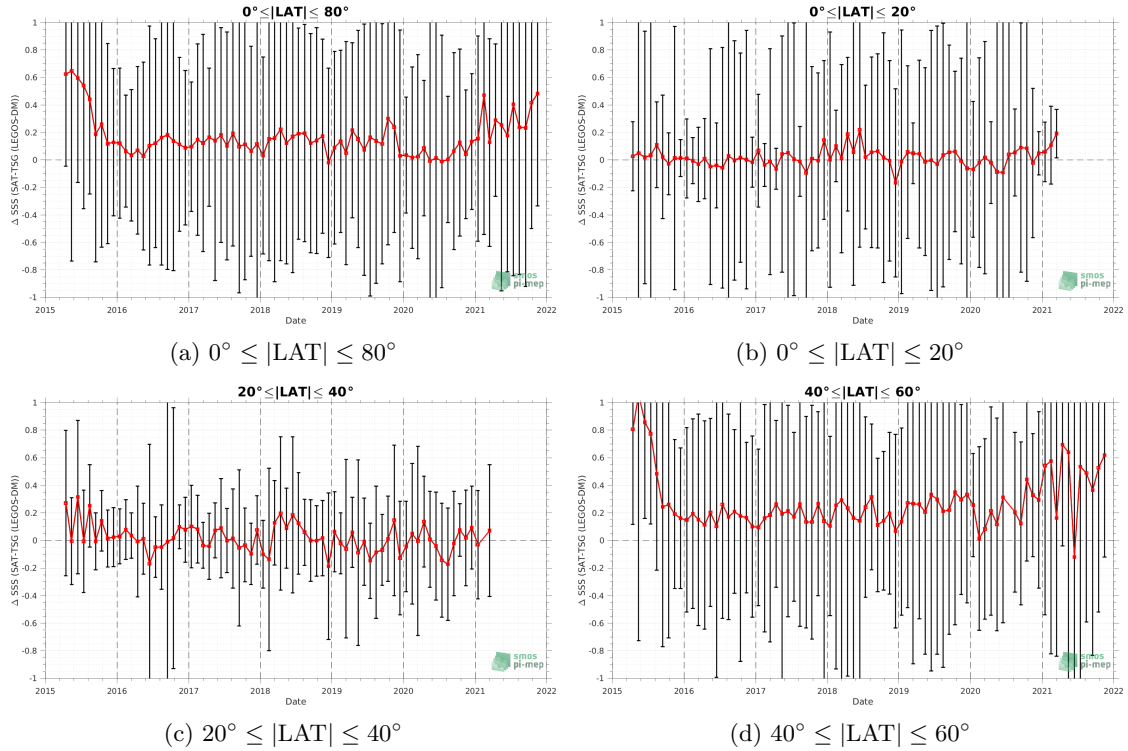 0°≤|LAT|≤ 80°
1
0.8
0.6
0.4
0.2
0
-0.2
-0.4
-0.6
-0.8
-1
Δ SSS (SAT-TSG (LEGOS-DM))
2015 2016 2017 2018 2019 2020 2021 2022
Date
smos
pi-mep
(a) 0° ≤ |LAT| ≤ 80°
0°≤|LAT|≤ 20°
1
0.8
0.6
0.4
0.2
0
-0.2
-0.4
-0.6
-0.8
-1
Δ SSS (SAT-TSG (LEGOS-DM))
2015 2016 2017 2018 2019 2020 2021 2022
Date
smos
pi-mep
(b) 0° ≤ |LAT| ≤ 20°
20°≤|LAT|≤ 40°
1
0.8
0.6
0.4
0.2
0
-0.2
-0.4
-0.6
-0.8
-1
Δ SSS (SAT-TSG (LEGOS-DM))
2015 2016 2017 2018 2019 2020 2021 2022
Date
smos
pi-mep
(c) 20° ≤ |LAT| ≤ 40°
40°≤|LAT|≤ 60°
1
0.8
0.6
0.4
0.2
0
-0.2
-0.4
-0.6
-0.8
-1
Δ SSS (SAT-TSG (LEGOS-DM))
2015 2016 2017 2018 2019 2020 2021 2022
Date
smos
pi-mep
(d) 40° ≤ |LAT| ≤ 60°